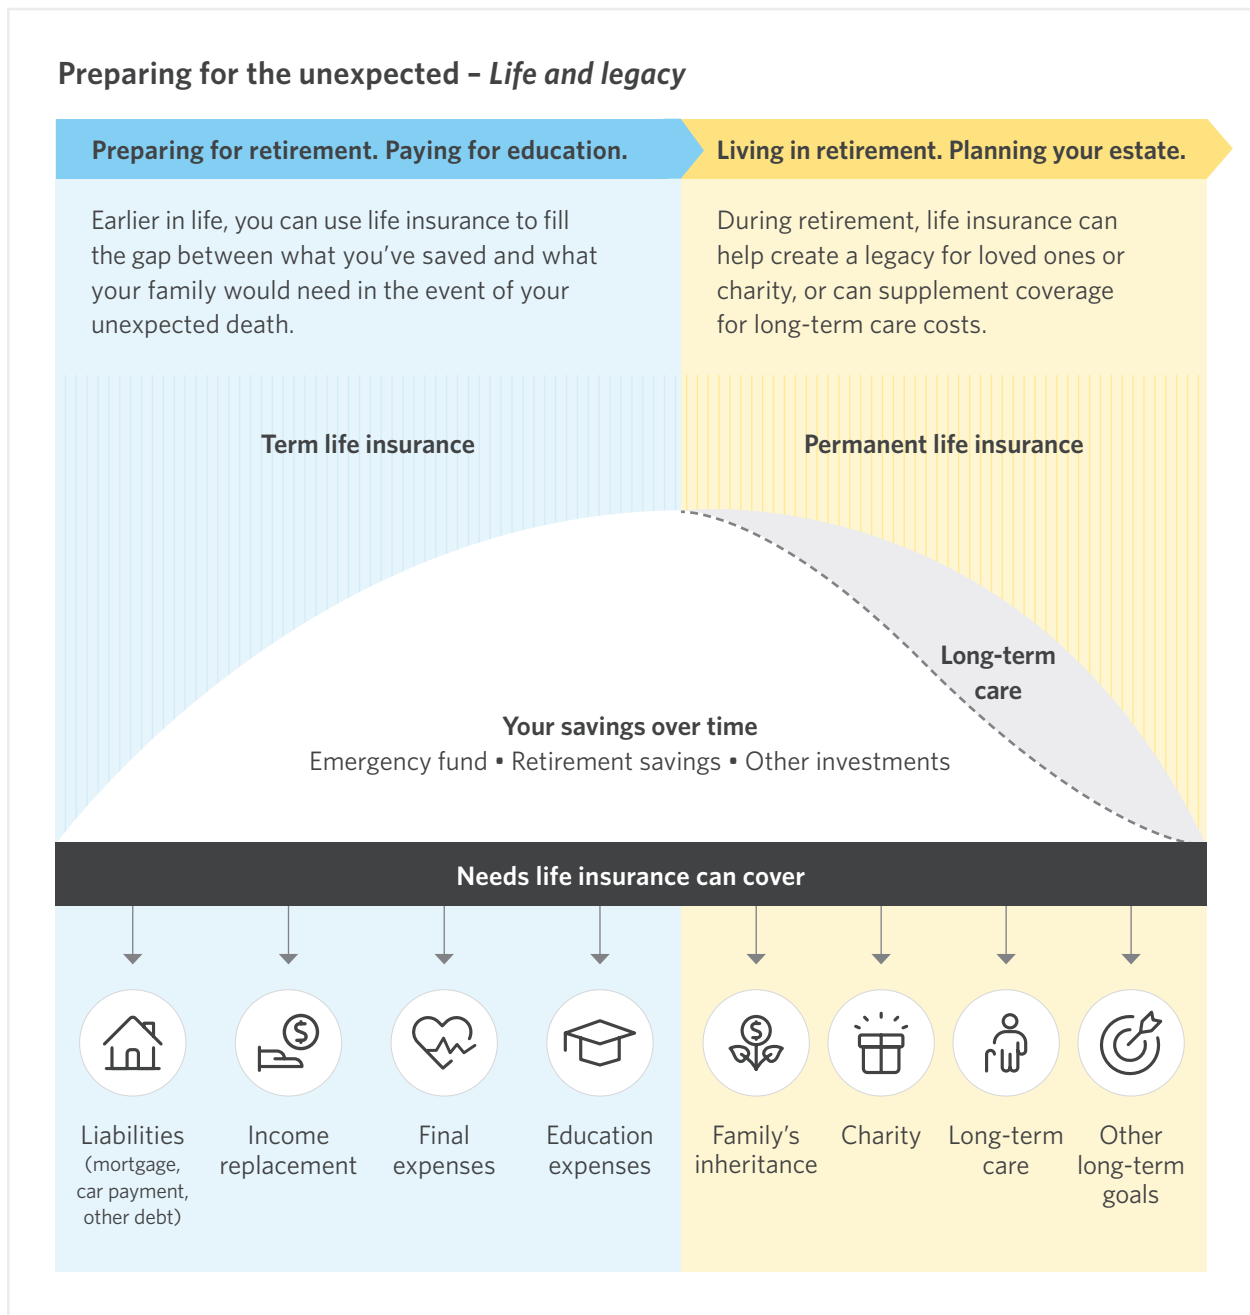 Preparing for the unexpected – Life and legacy
Preparing for retirement. Paying for education.
Living in retirement. Planning your estate.
Earlier in life, you can use life insurance to fill
the gap between what you’ve saved and what
your family would need in the event of your
unexpected death.
During retirement, life insurance can
help create a legacy for loved ones or
charity, or can supplement coverage
for long-term care costs.
Term life insurance
Permanent life insurance
Long-term
care
Your savings over time
Emergency fund ▪ Retirement savings ▪ Other investments
Needs life insurance can cover
$
$
Liabilities
(mortgage,
car payment,
other debt)
Income
replacement
Final
expenses
Education
expenses
Family’s
inheritance
Charity
Long-term
care
Other
long-term
goals